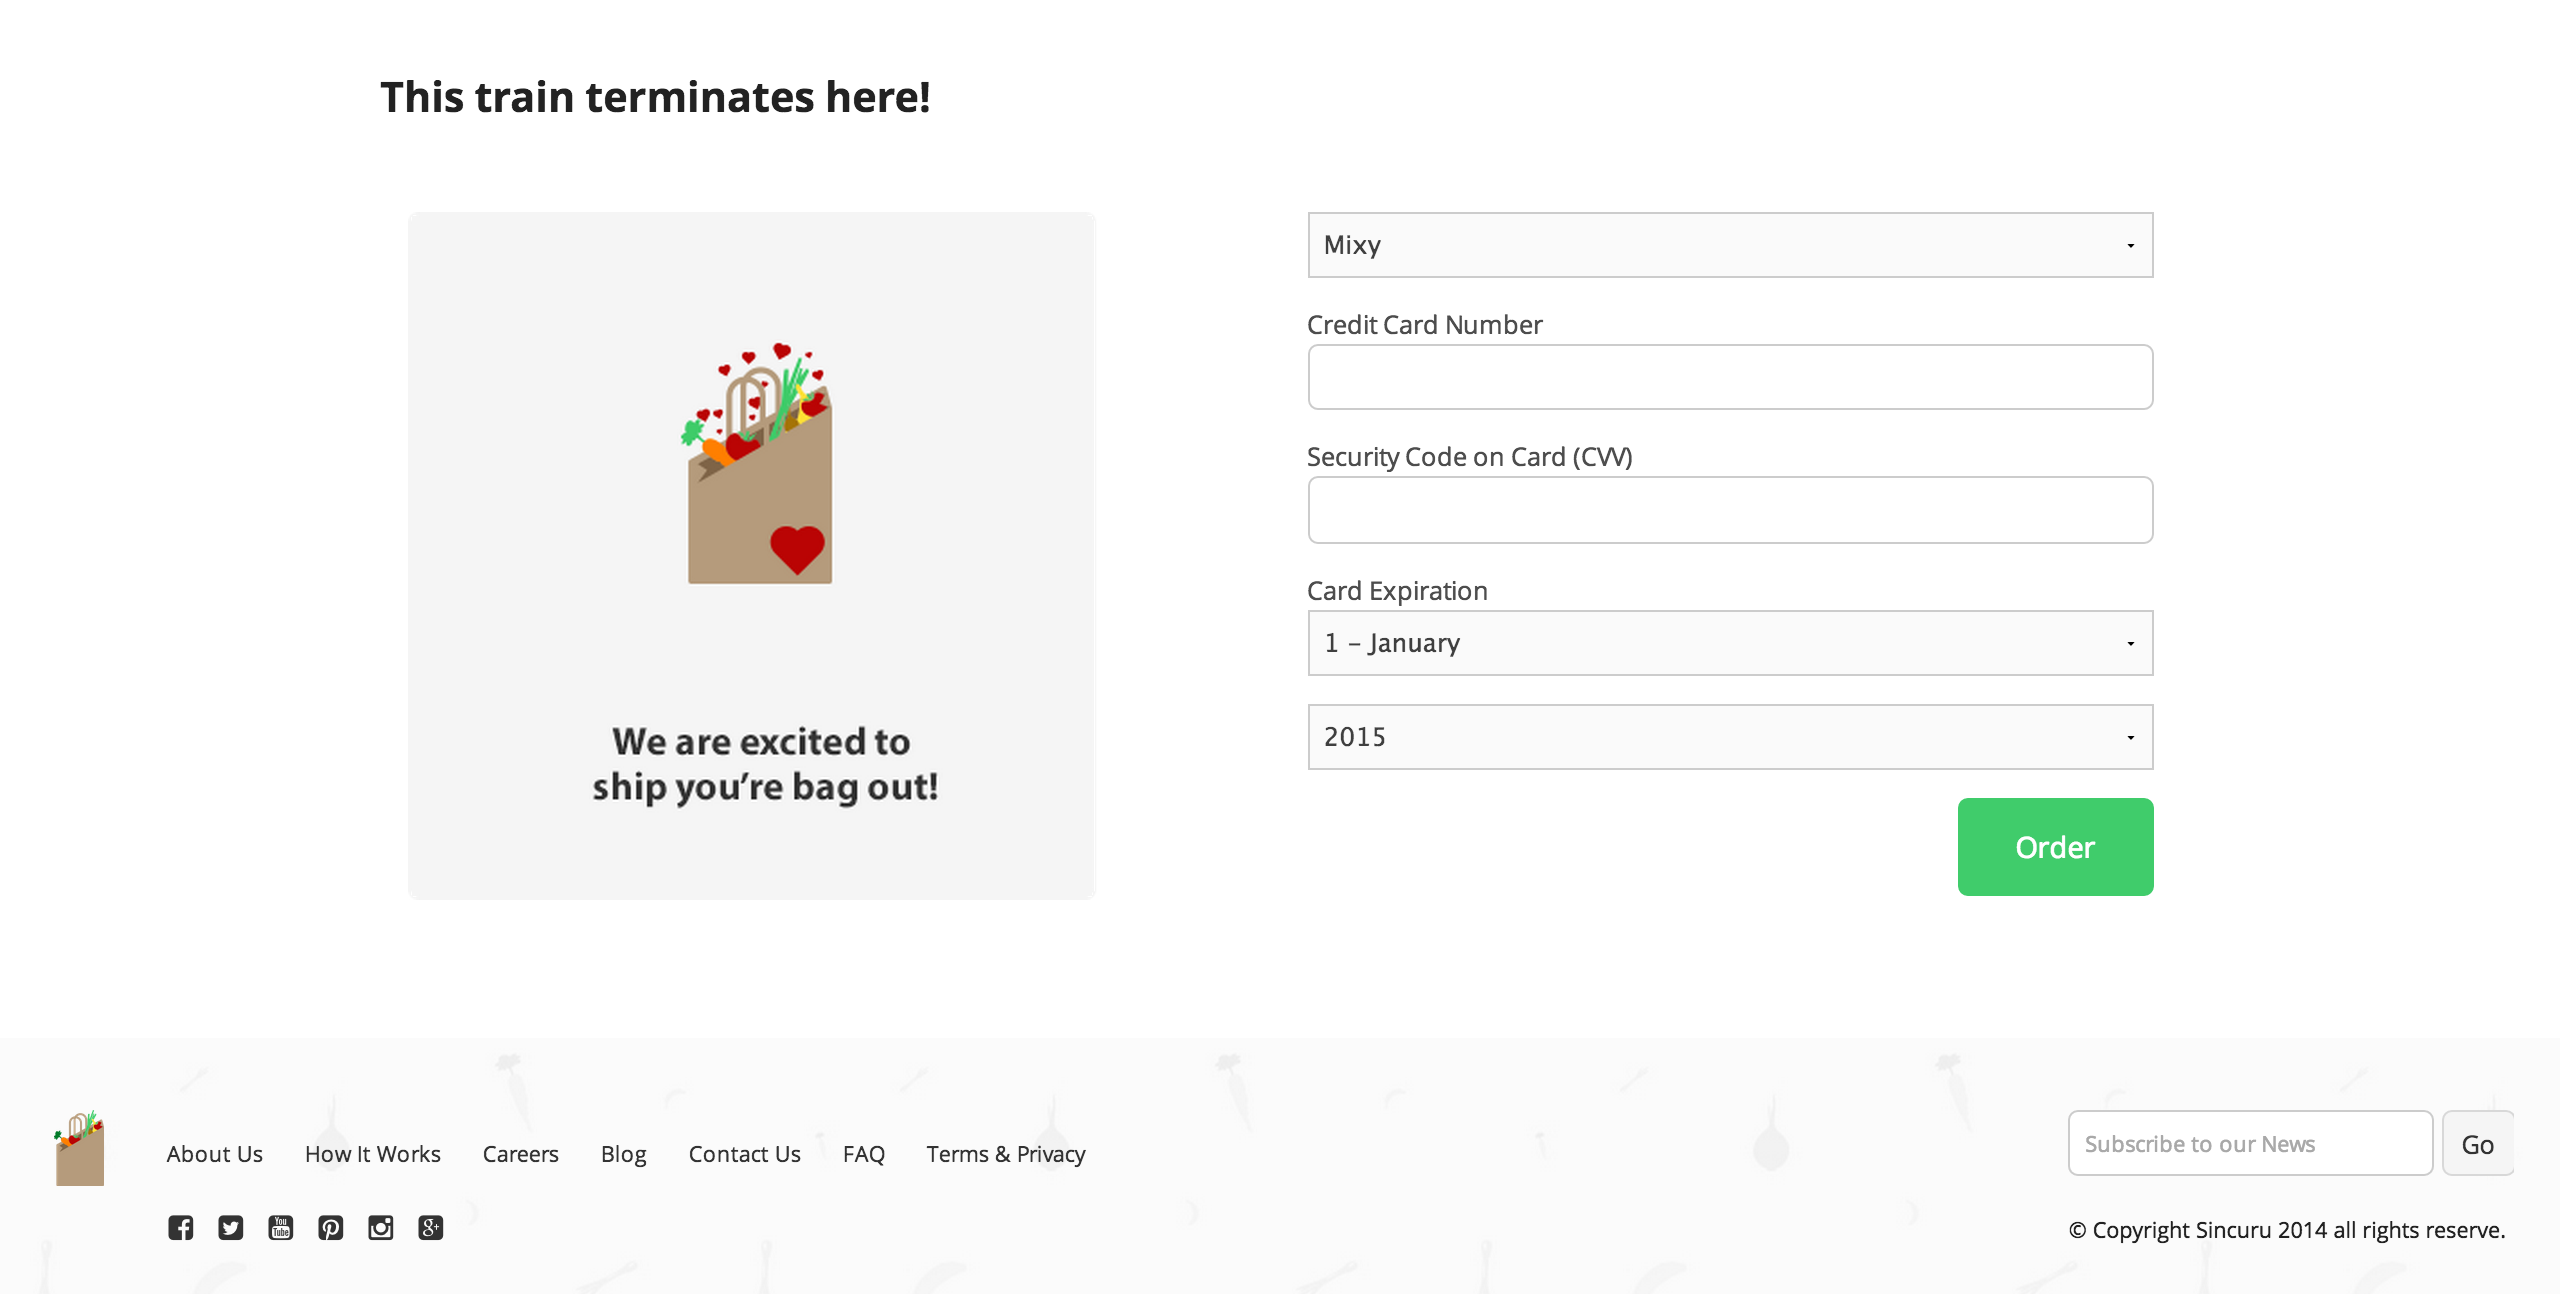 This train terminates here!
We are excited to
ship you're bag out!
Mixy
Credit Card Number
Security Code on Card (CVV)
Card Expiration
1 – January
2015
Order
About Us
How It Works
Careers
Blog
Contact Us
FAQ
Terms & Privacy
Subscribe to our News
Go
You
Tube
g+
© Copyright Sincuru 2014 all rights reserve.